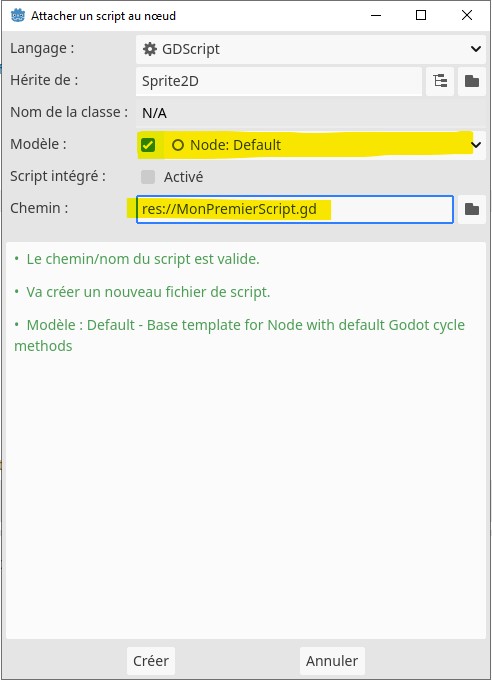 Attacher un script au nœud
Langage :
GDScript
Hérite de :
Sprite2D
Nom de la classe :
N/A
Modèle :
Node: Default
Script intégré :
Activé
Chemin :
res://MonPremierScript.gd
• Le chemin/nom du script est valide.
• Va créer un nouveau fichier de script.
• Modèle : Default - Base template for Node with default Godot cycle
methods
Créer
Annuler